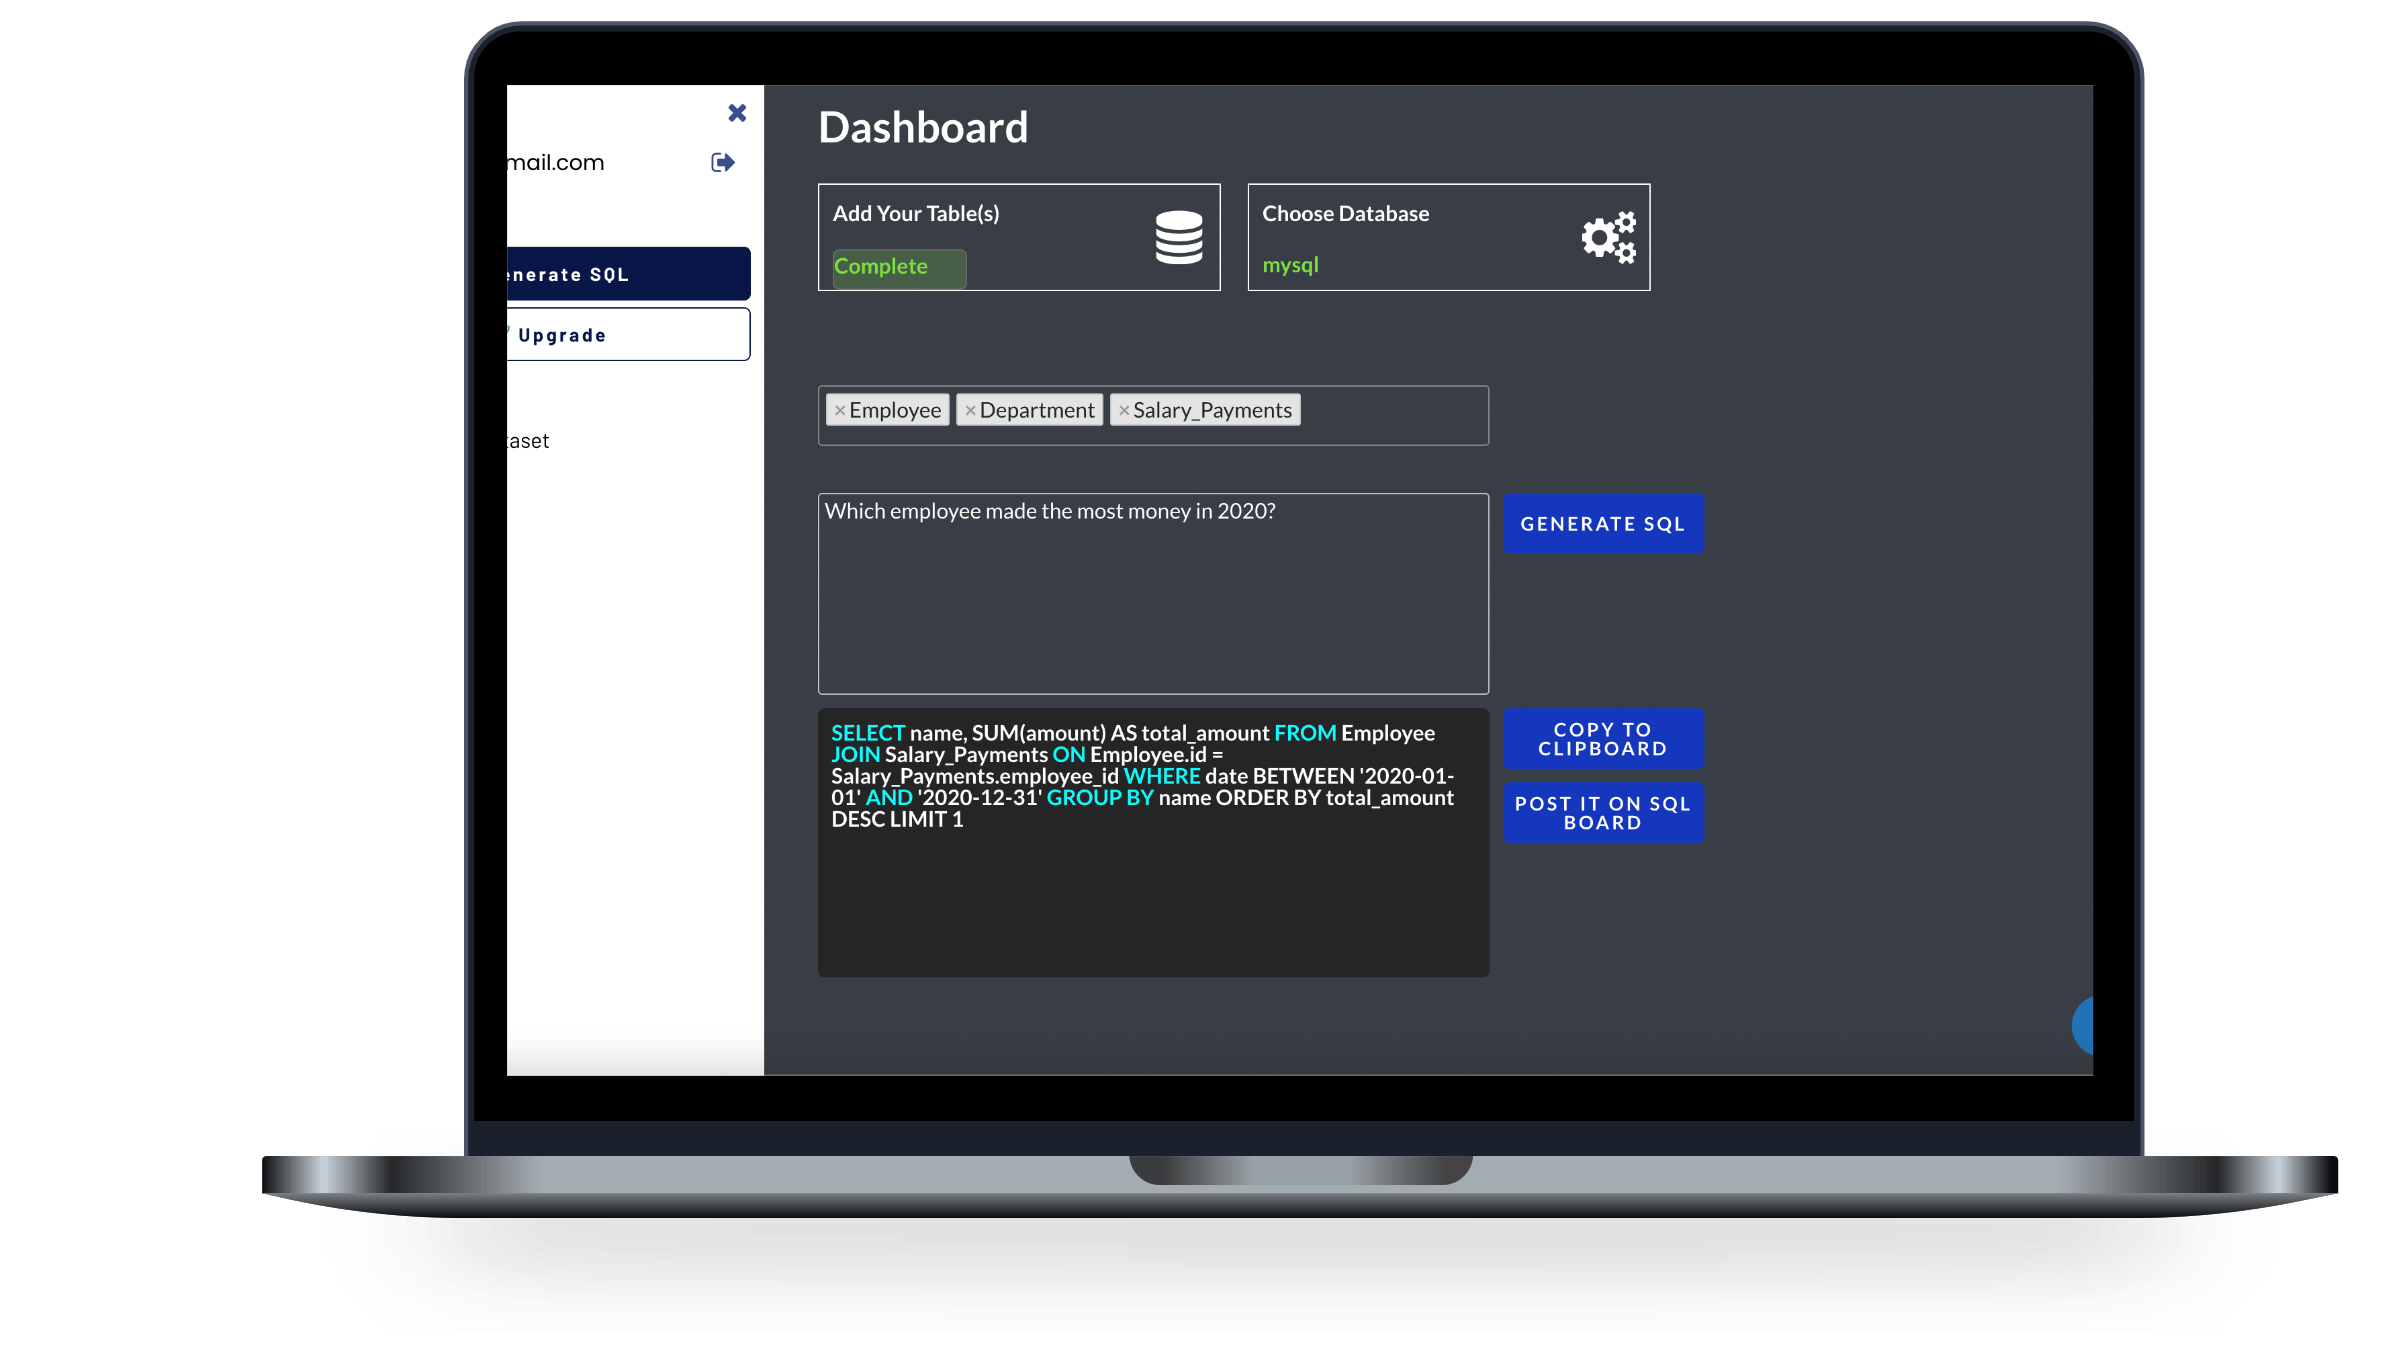 mail.com
enerate SQL
Upgrade
taset
Dashboard
Add Your Table(s)
Complete
Choose Database
mysql
×Employee ×Department ×Salary_Payments
Which employee made the most money in 2020?
GENERATE SQL
SELECT name, SUM(amount) AS total_amount FROM Employee
JOIN Salary_Payments ON Employee.id =
Salary_Payments.employee_id WHERE date BETWEEN '2020-01-
01' AND '2020-12-31' GROUP BY name ORDER BY total_amount
DESC LIMIT 1
COPY TO
CLIPBOARD
POST IT ON SQL
BOARD